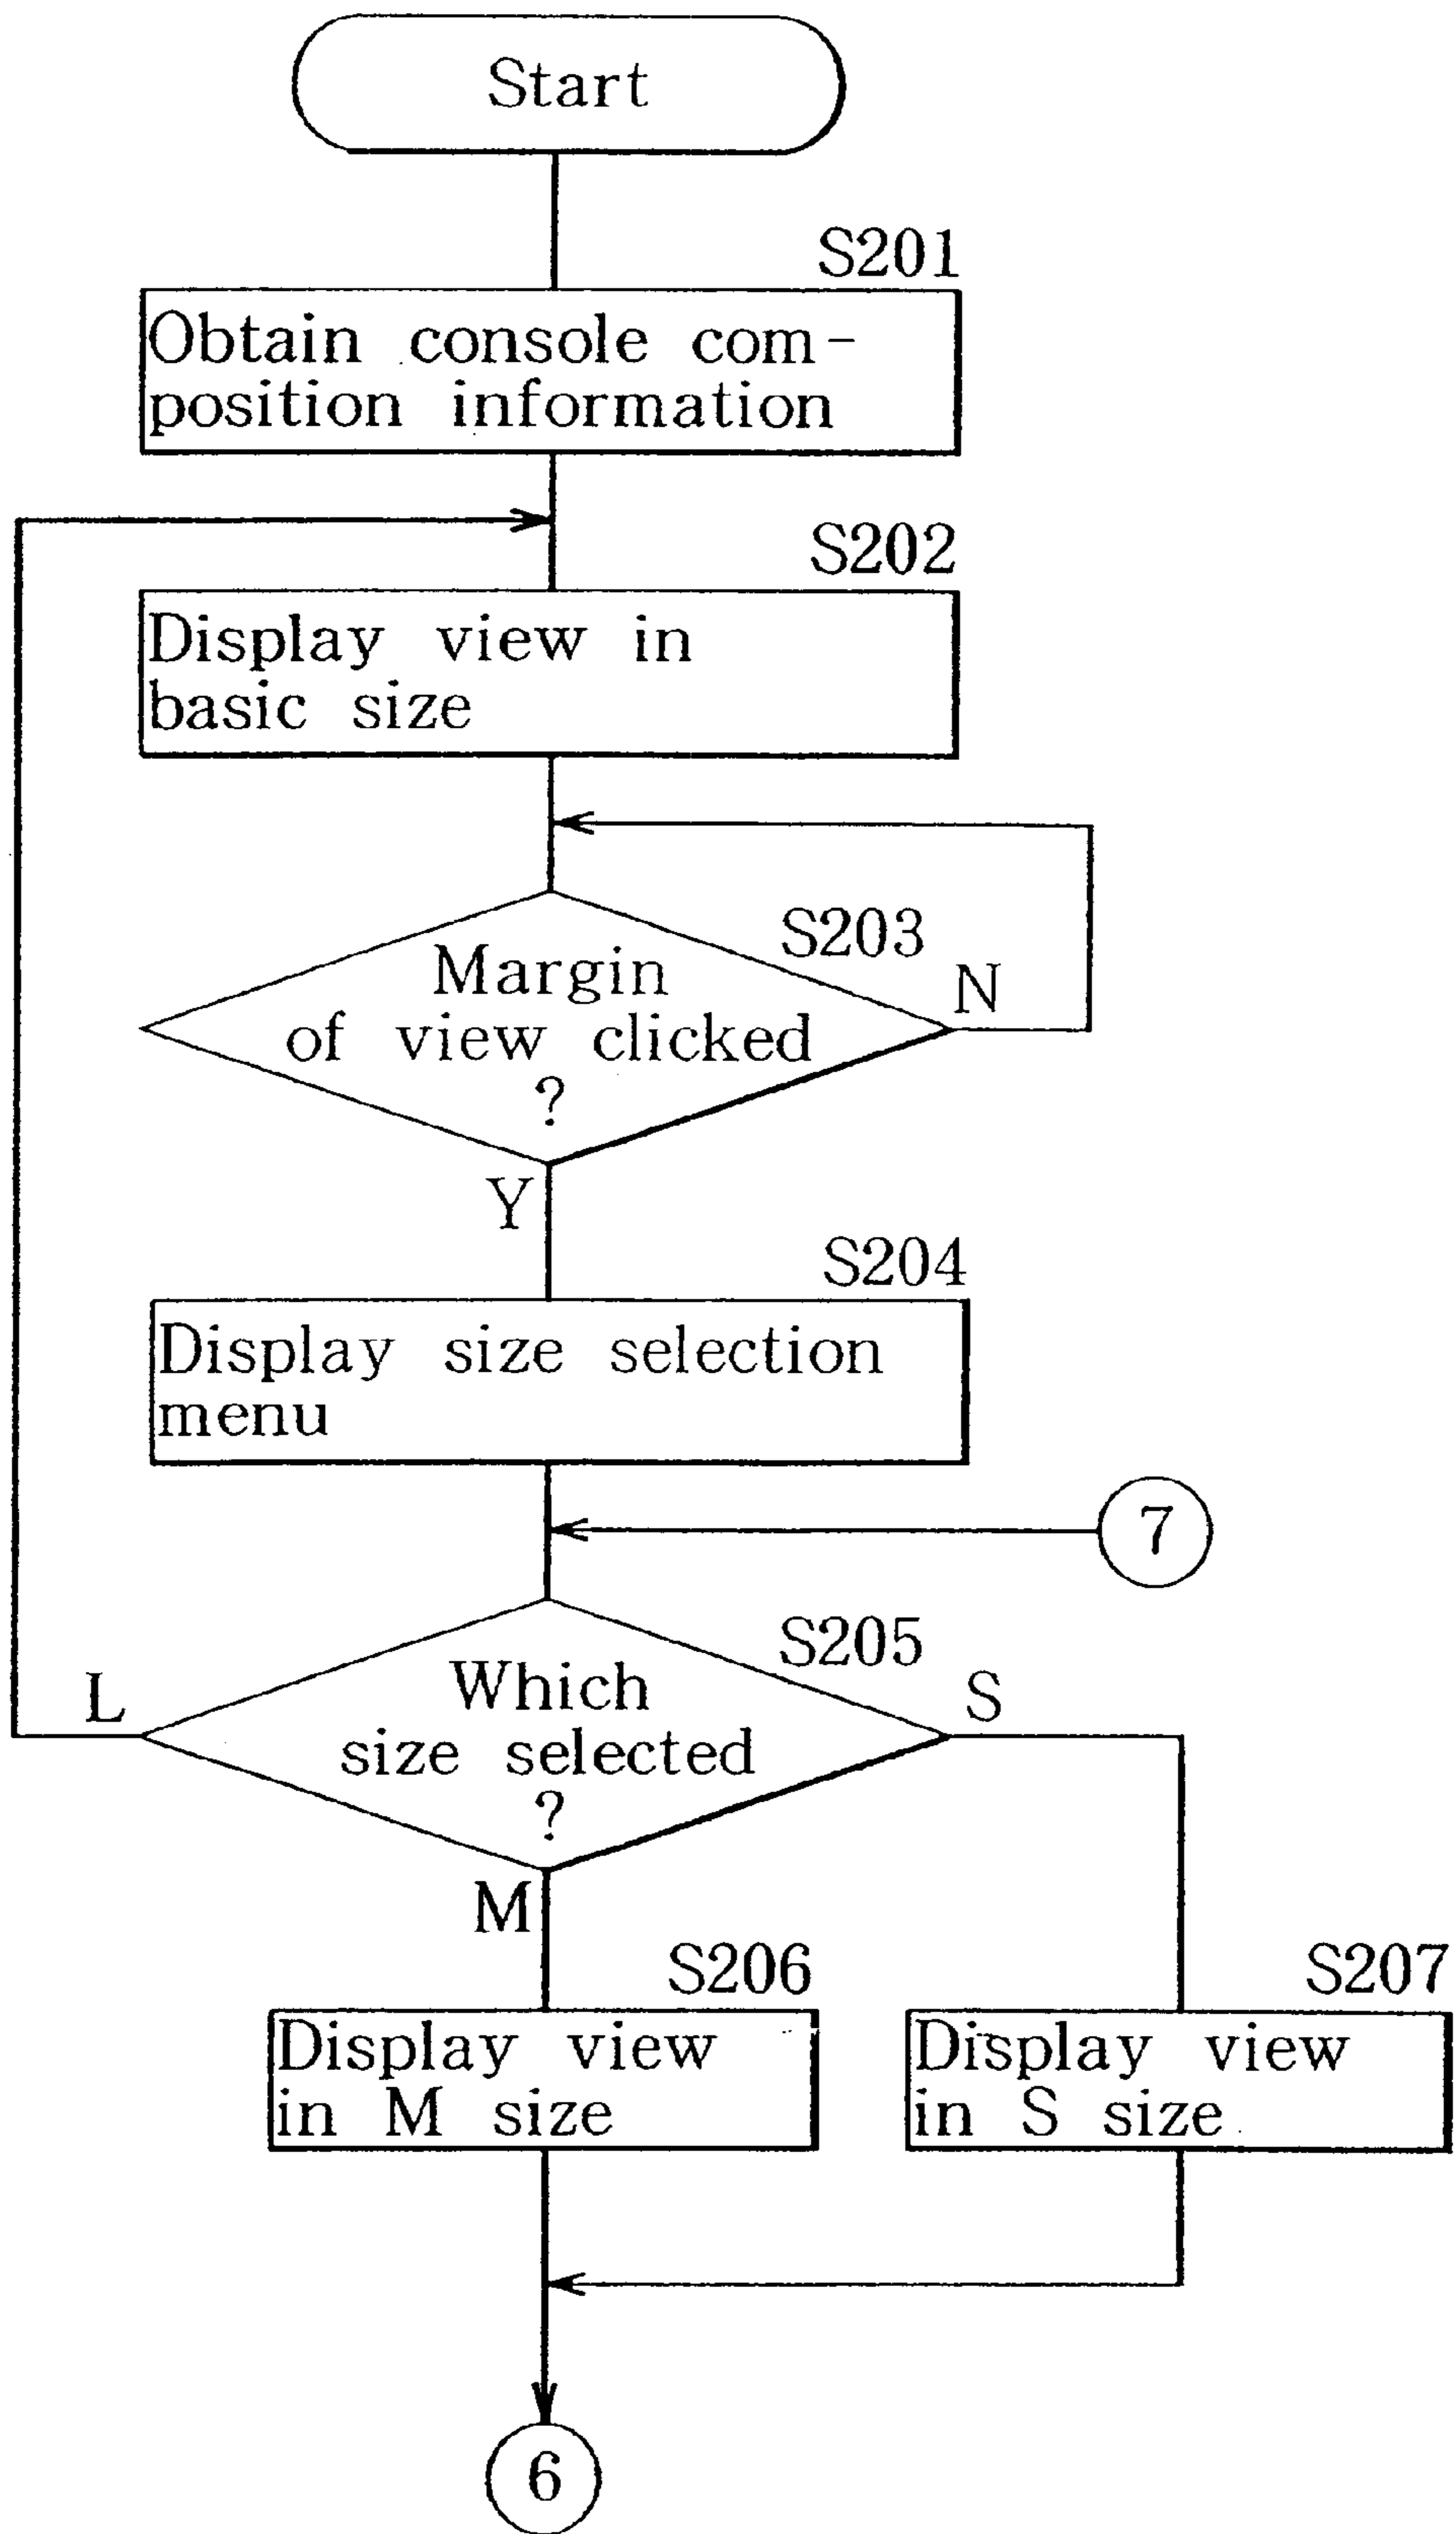 Start
S201
Obtain console com-
position information
S202
Display view in
basic size
S203
Margin
of view clicked
?
N
Y
S204
Display size selection
menu
7
S205
Which
size selected
?
L
S
M
S206
Display view
in M size
S207
Display view
in S size
6